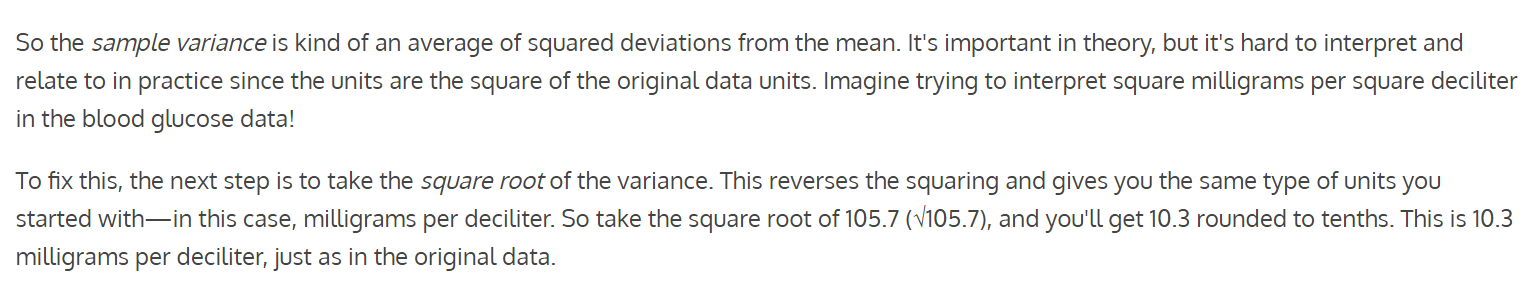 So the sample variance is kind of an average of squared deviations from the mean. It's important in theory, but it's hard to interpret and
relate to in practice since the units are the square of the original data units. Imagine trying to interpret square milligrams per square deciliter
in the blood glucose data!
To fix this, the next step is to take the square root of the variance. This reverses the squaring and gives you the same type of units you
started with—in this case, milligrams per deciliter. So take the square root of 105.7 (√105.7), and you'll get 10.3 rounded to tenths. This is 10.3
milligrams per deciliter, just as in the original data.